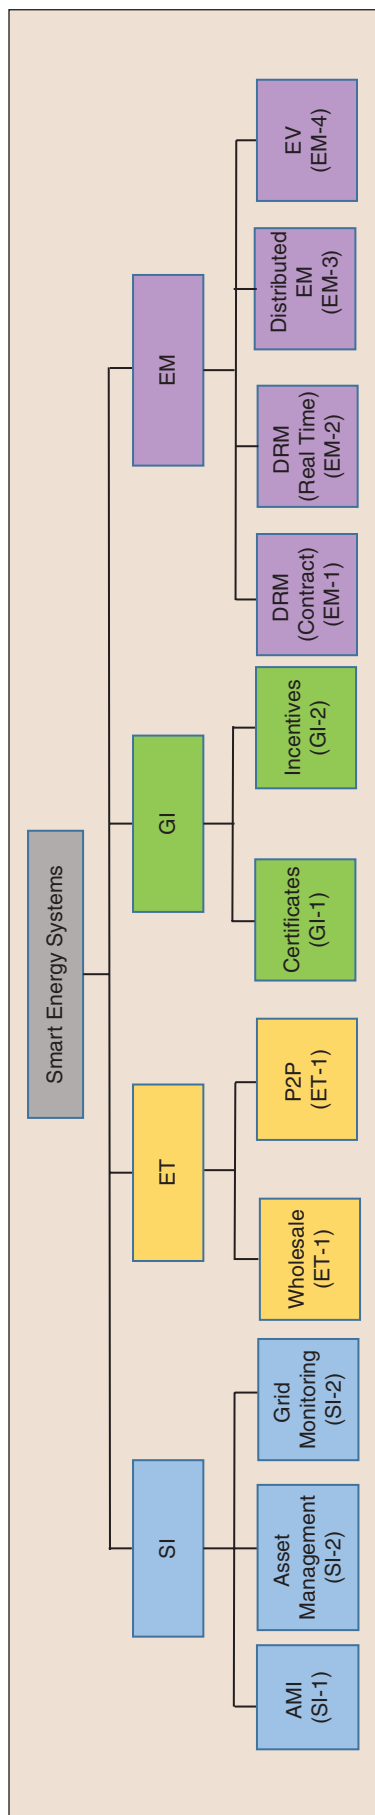 Smart Energy Systems
SI
ET
GI
EM
AMI
(SI-1)
Asset
Management
(SI-2)
Grid
Monitoring
(SI-2)
Wholesale
(ET-1)
P2P
(ET-1)
Certificates
(GI-1)
Incentives
(GI-2)
DRM
(Contract)
(EM-1)
DRM
(Real Time)
(EM-2)
Distributed
EM
(EM-3)
EV
(EM-4)